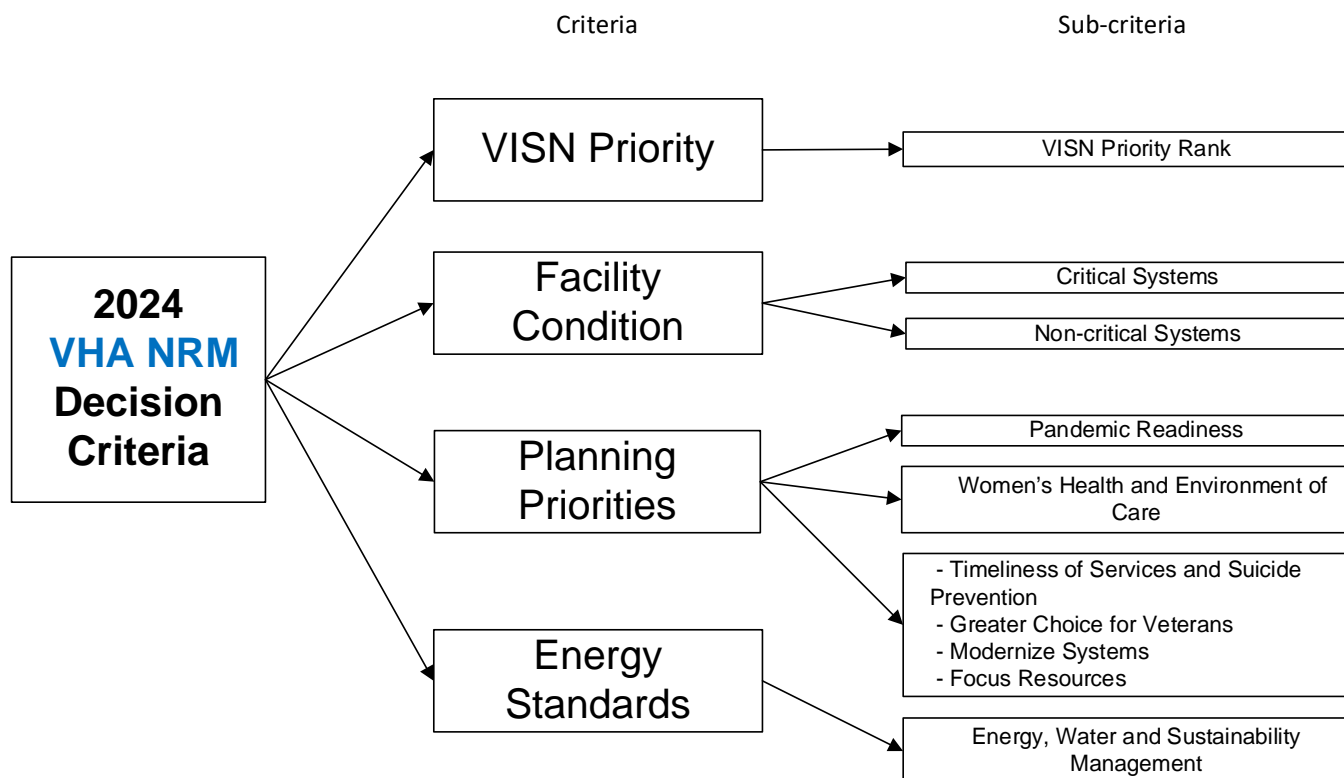 Criteria
Sub-criteria
VISN Priority
VISN Priority Rank
Facility
Condition
Critical Systems
Non-critical Systems
2024
VHA NRM
Decision
Criteria
Planning
Priorities
Pandemic Readiness
Women’s Health and Environment of
Care
- Timeliness of Services and Suicide
Prevention
- Greater Choice for Veterans
- Modernize Systems
- Focus Resources
Energy
Standards
Energy, Water and Sustainability
Management